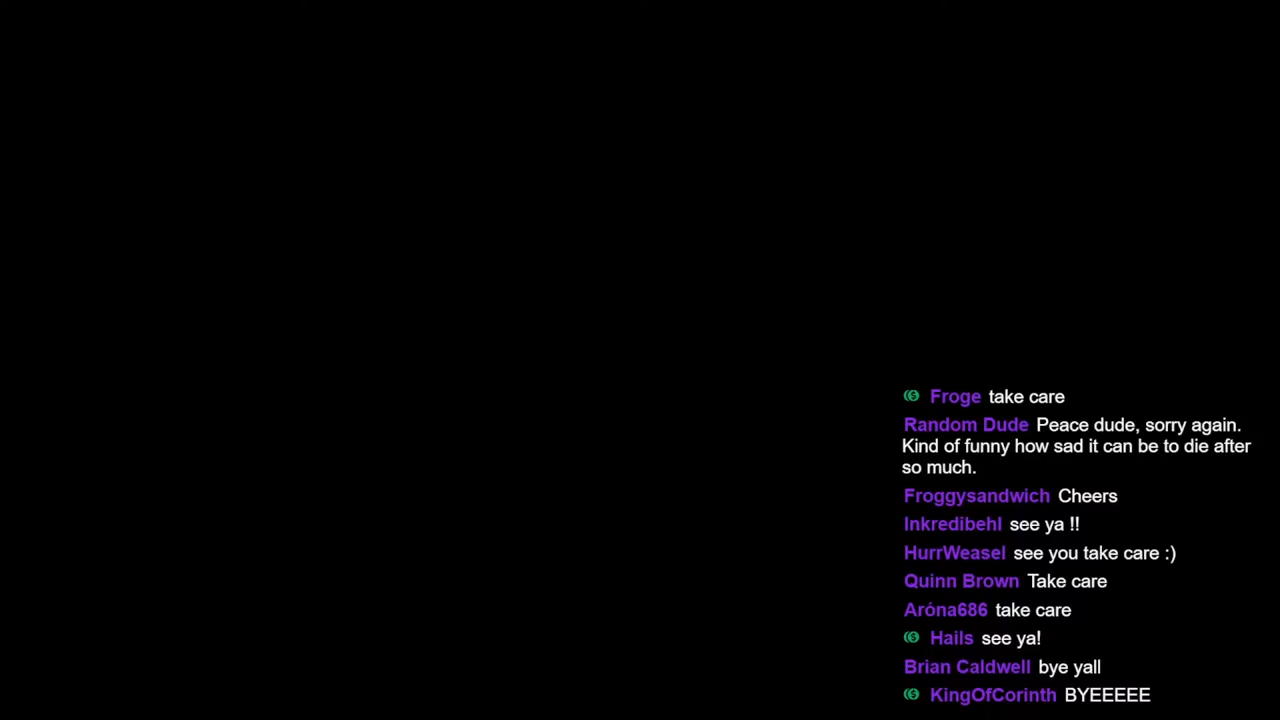 Froge take care
Random Dude Peace dude, sorry again.
Kind of funny how sad it can be to die after
so much.
Froggysandwich Cheers
Inkredibehl see ya !!
HurrWeasel see you take care :)
Quinn Brown Take care
Aróna686 take care
Hails see ya!
Brian Caldwell bye yall
KingOfCorinth BYEEEEE